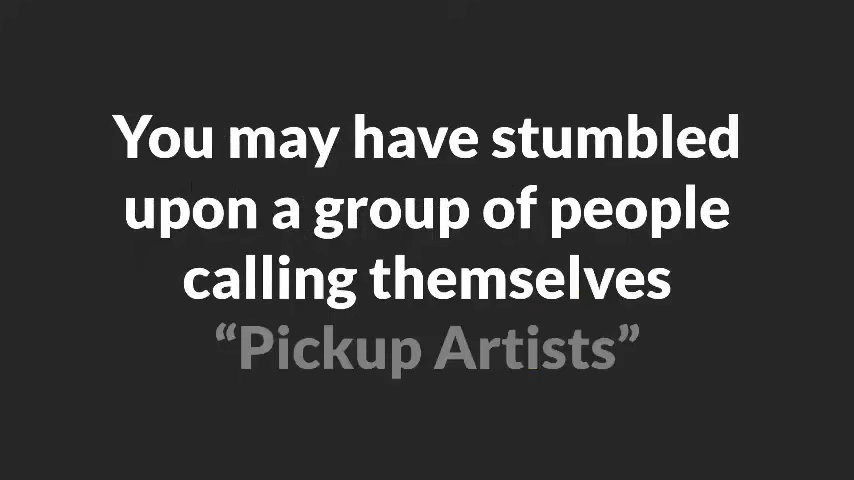 You may have stumbled
upon a group of people
calling themselves
“Pickup Artists”